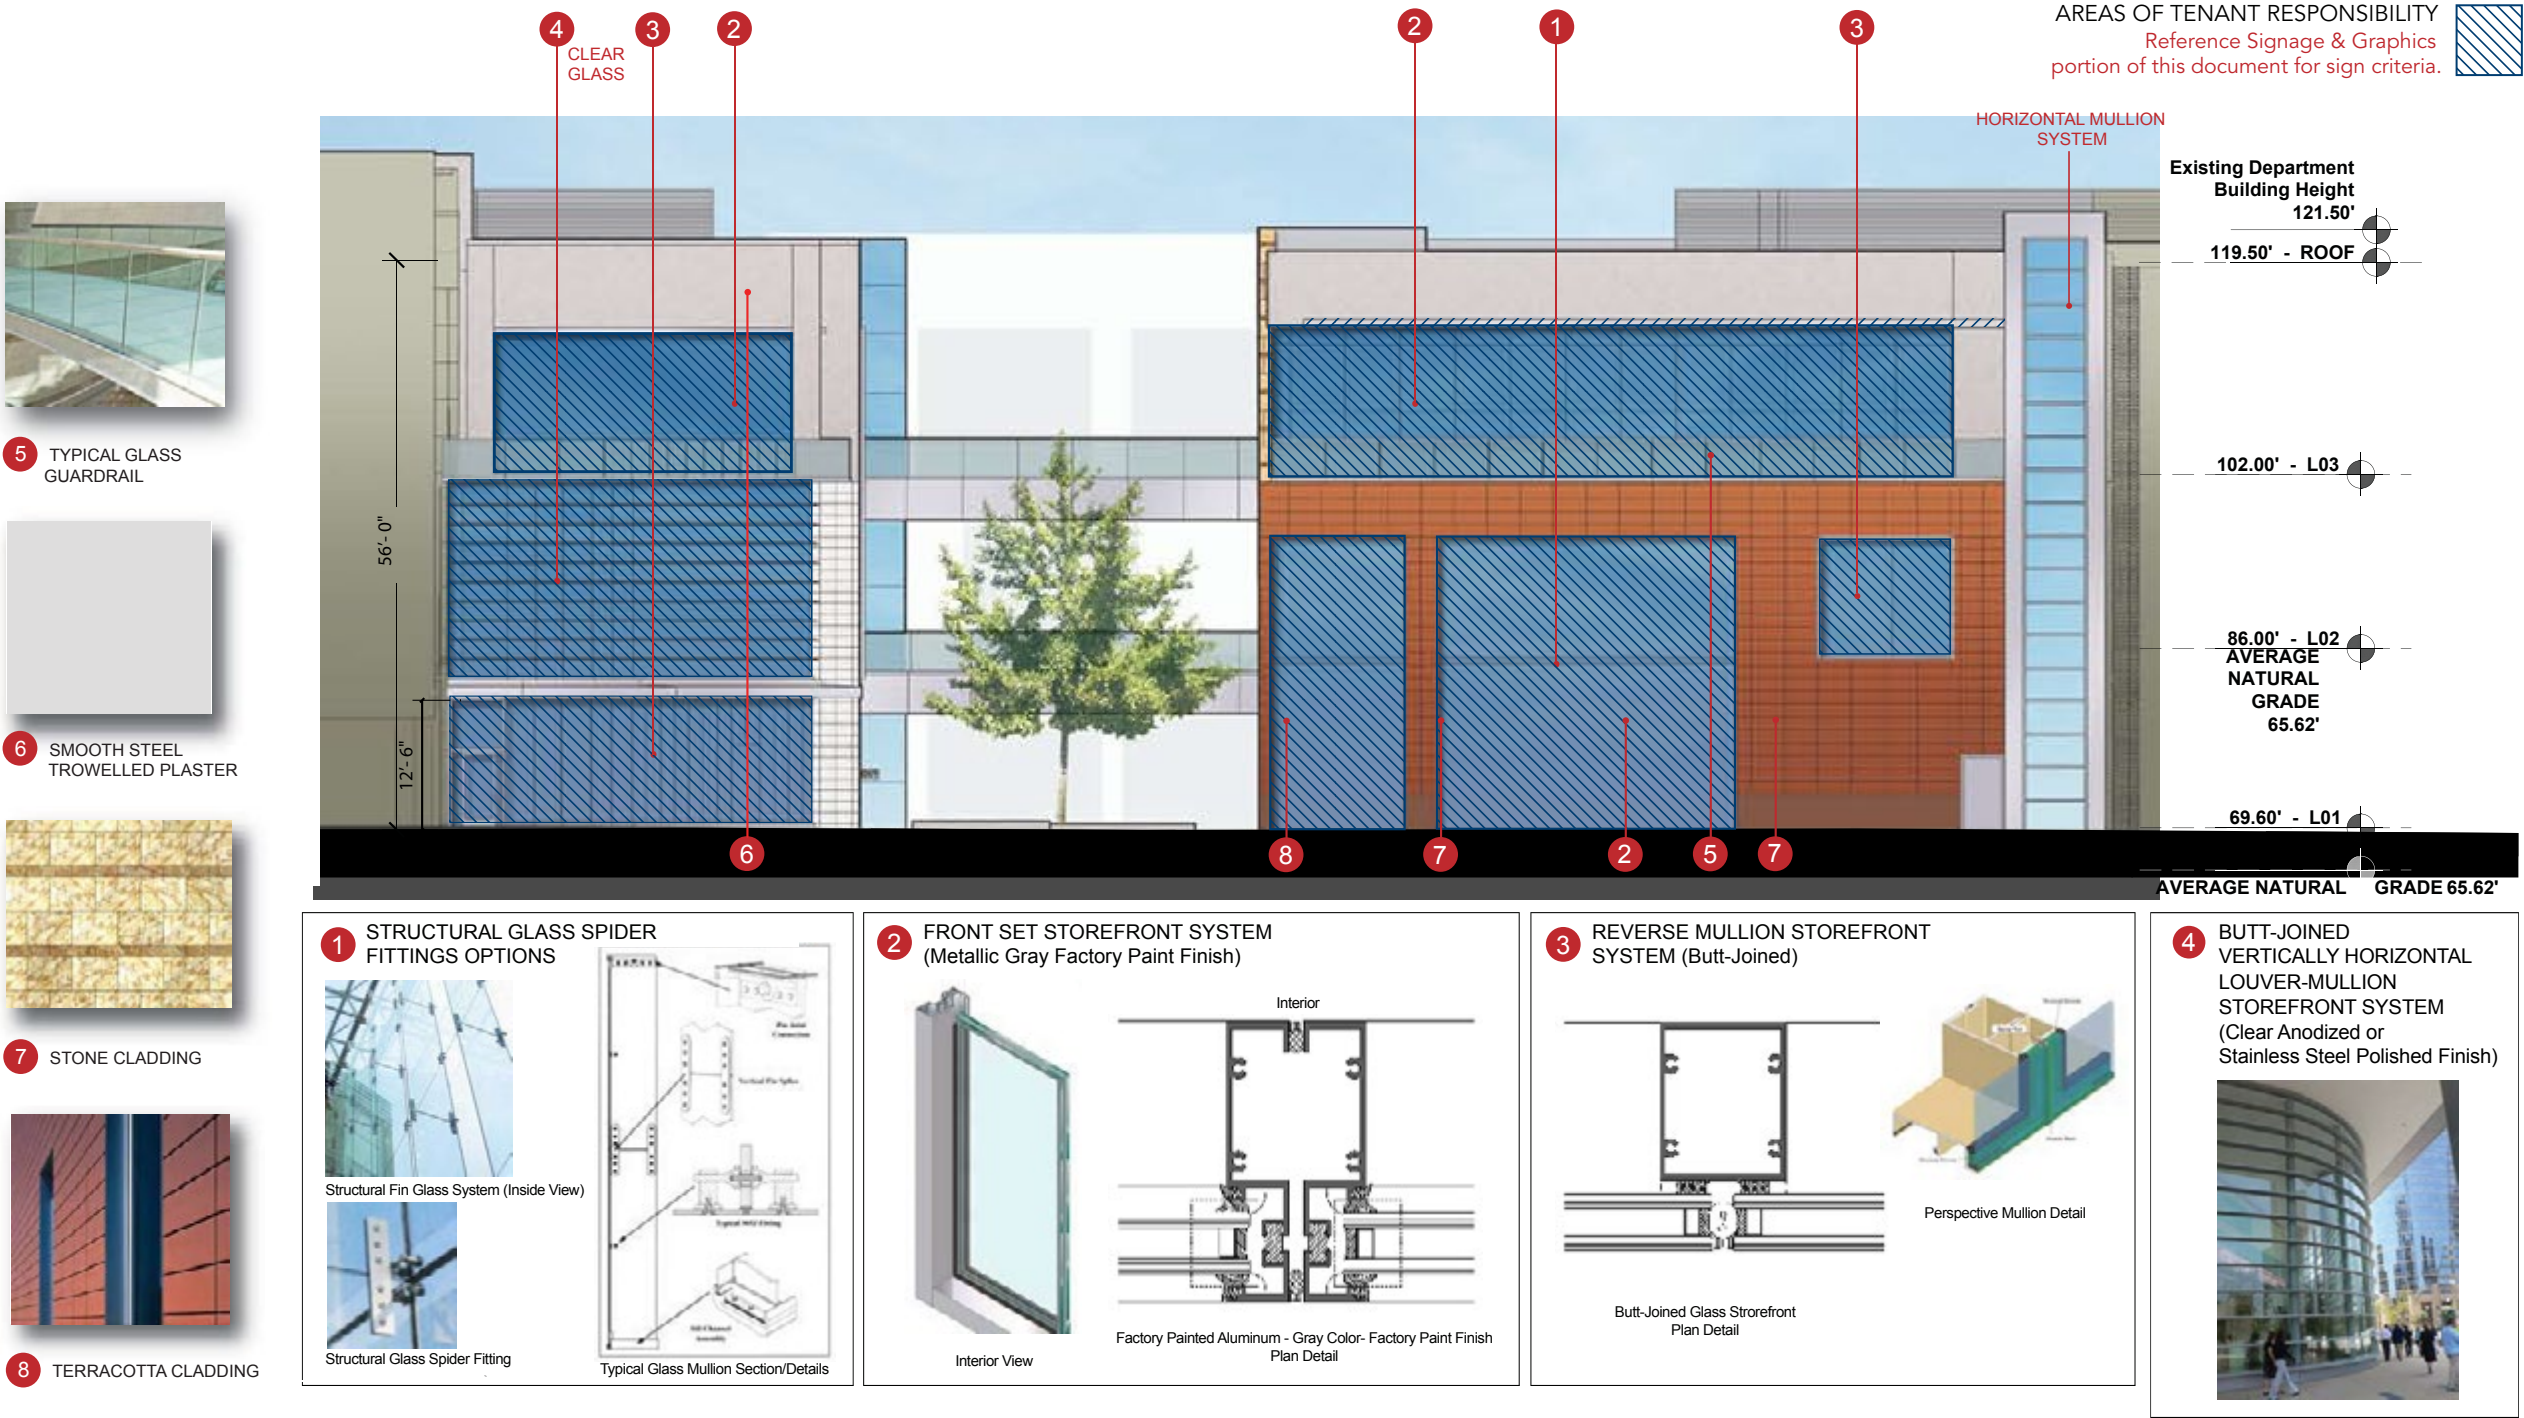 4
CLEAR
GLASS
3
2
2
1
3
AREAS OF TENANT RESPONSIBILITY
Reference Signage & Graphics
portion of this document for sign criteria.
HORIZONTAL MULLION
SYSTEM
Existing Department
Building Height
121.50'
119.50' - ROOF
102.00' - L03
86.00' - L02
AVERAGE
NATURAL
GRADE
65.62'
69.60' - L01
AVERAGE NATURAL GRADE 65.62'
56'- 0"
12'- 6"
6
8
7
2
5
7
5 TYPICAL GLASS
GUARDRAIL
6 SMOOTH STEEL
TROWELLED PLASTER
7 STONE CLADDING
8 TERRACOTTA CLADDING
1 STRUCTURAL GLASS SPIDER
FITTINGS OPTIONS
Structural Fin Glass System (Inside View)
Structural Glass Spider Fitting
Typical Glass Mullion Section/Details
2 FRONT SET STOREFRONT SYSTEM
(Metallic Gray Factory Paint Finish)
Interior
Interior View
Factory Painted Aluminum - Gray Color- Factory Paint Finish
Plan Detail
3 REVERSE MULLION STOREFRONT
SYSTEM (Butt-Joined)
Perspective Mullion Detail
Butt-Joined Glass Strorefront
Plan Detail
4 BUTT-JOINED
VERTICALLY HORIZONTAL
LOUVER-MULLION
STOREFRONT SYSTEM
(Clear Anodized or
Stainless Steel Polished Finish)